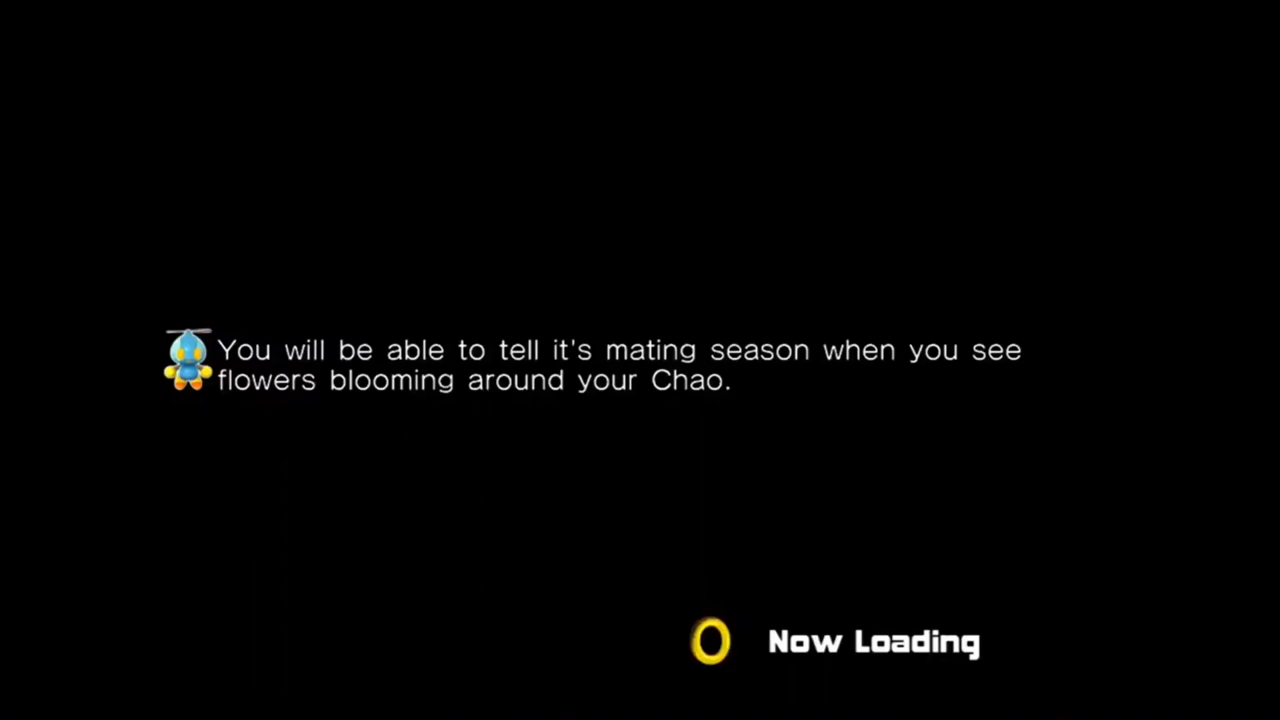 You will be able to tell it's mating season when you see
flowers blooming around your Chao.
Now Loading